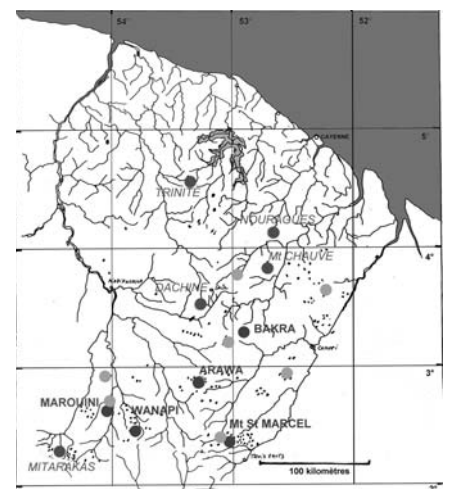 54°
53°
52°
CAYENNE
5°
TRINITÉ
NOURAGUES
4°
Mt CHAUVE
DACHINE
BAKRA
3°
ARAWA
MAROUINI
WANAPI
Mt St MARCEL
MITARAKAS
100 kilomètres